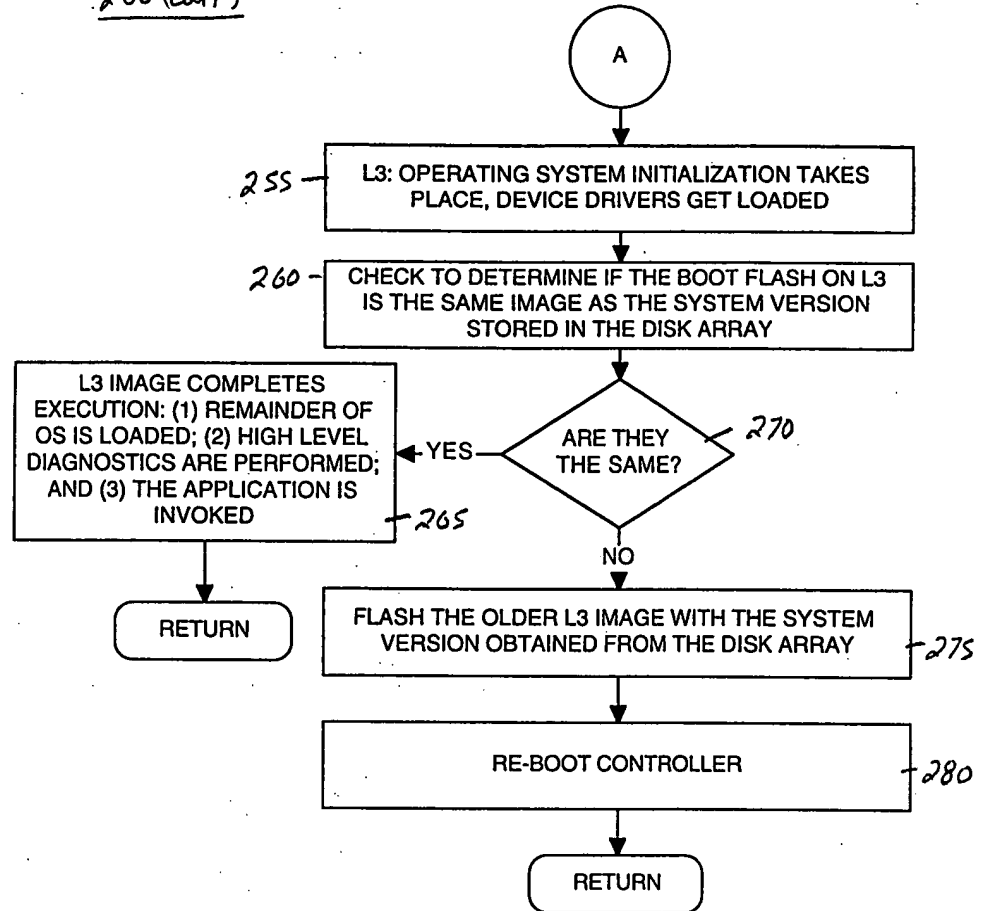 A
255
L3: OPERATING SYSTEM INITIALIZATION TAKES
PLACE, DEVICE DRIVERS GET LOADED
260
CHECK TO DETERMINE IF THE BOOT FLASH ON L3
IS THE SAME IMAGE AS THE SYSTEM VERSION
STORED IN THE DISK ARRAY
L3 IMAGE COMPLETES
EXECUTION: (1) REMAINDER OF
OS IS LOADED; (2) HIGH LEVEL
DIAGNOSTICS ARE PERFORMED;
AND (3) THE APPLICATION IS
INVOKED
265
YES
ARE THEY
THE SAME?
270
NO
RETURN
FLASH THE OLDER L3 IMAGE WITH THE SYSTEM
VERSION OBTAINED FROM THE DISK ARRAY
275
RE-BOOT CONTROLLER
280
RETURN